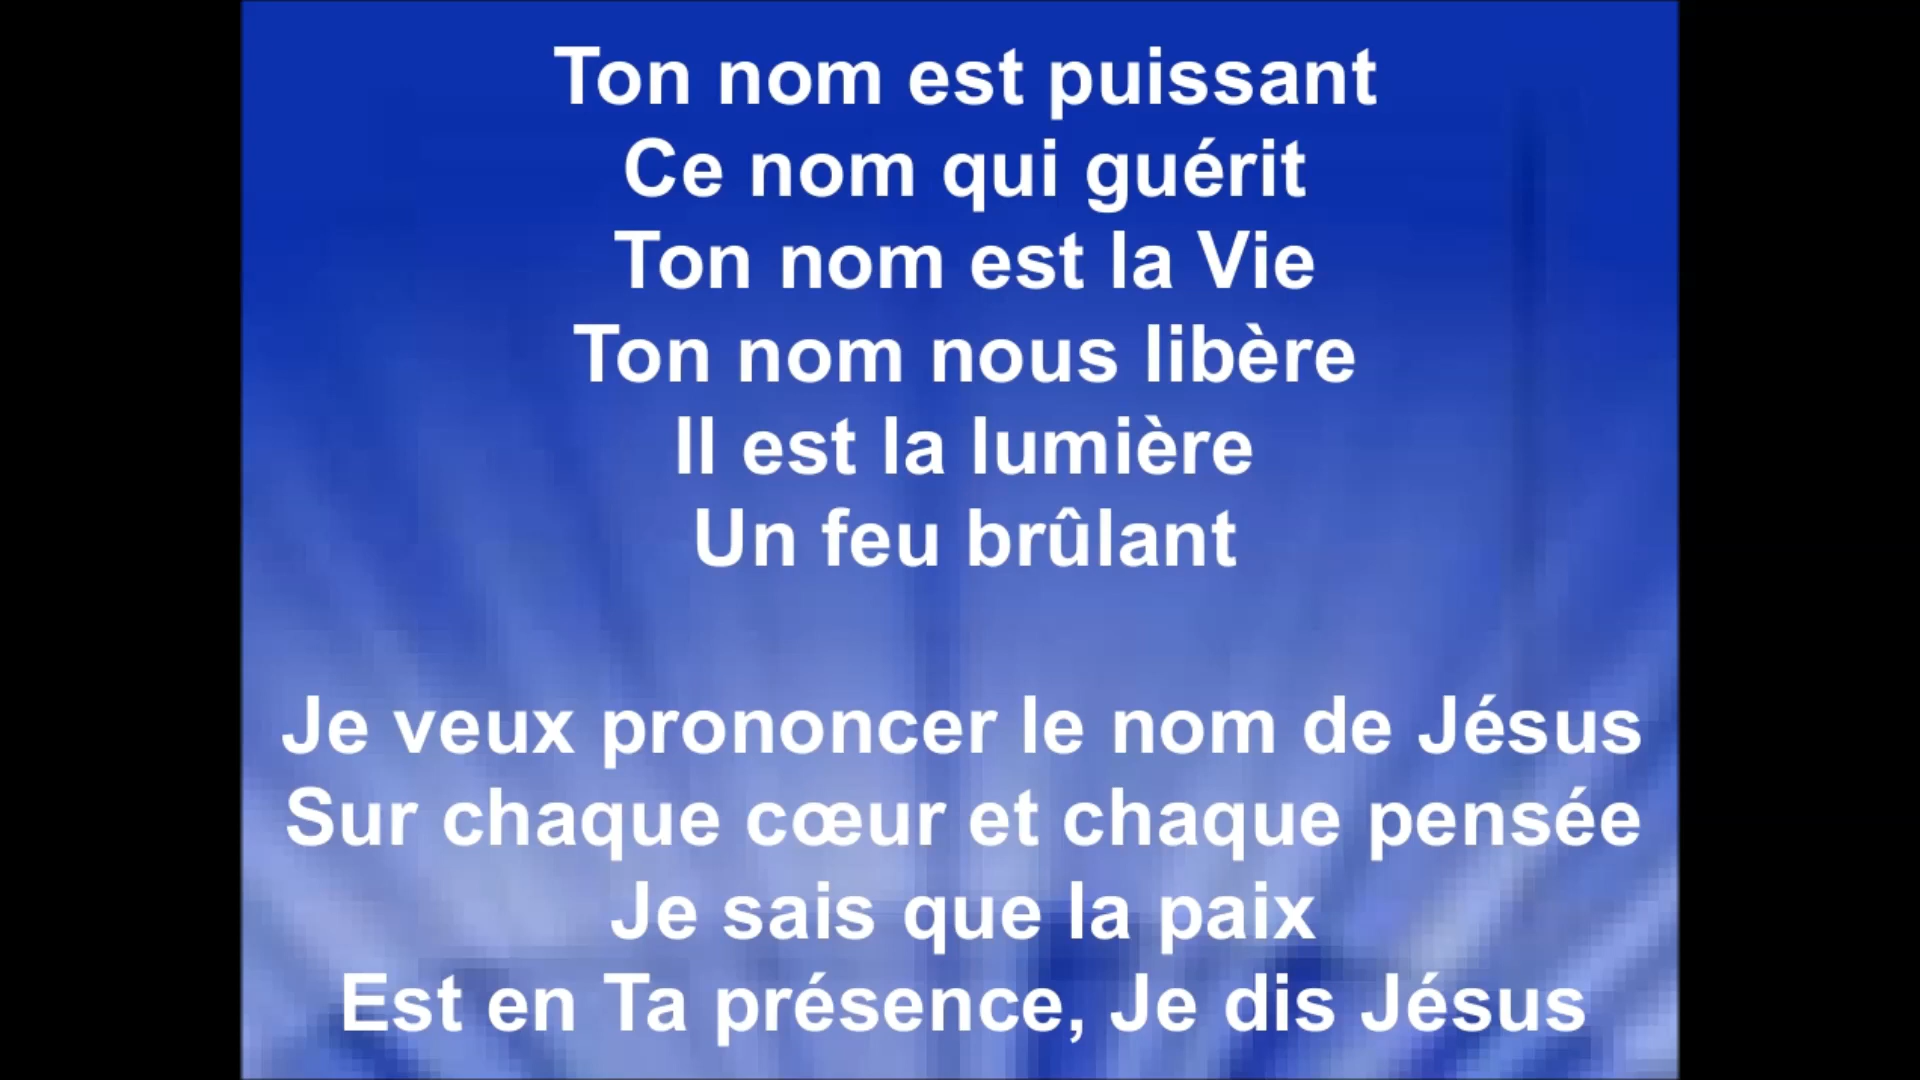 Ton nom est puissant
Ce nom qui guérit
Ton nom est la Vie
Ton nom nous libère
Il est la lumière
Un feu brûlant
Je veux prononcer le nom de Jésus
Sur chaque cœur et chaque pensée
Je sais que la paix
Est en Ta présence, Je dis Jésus